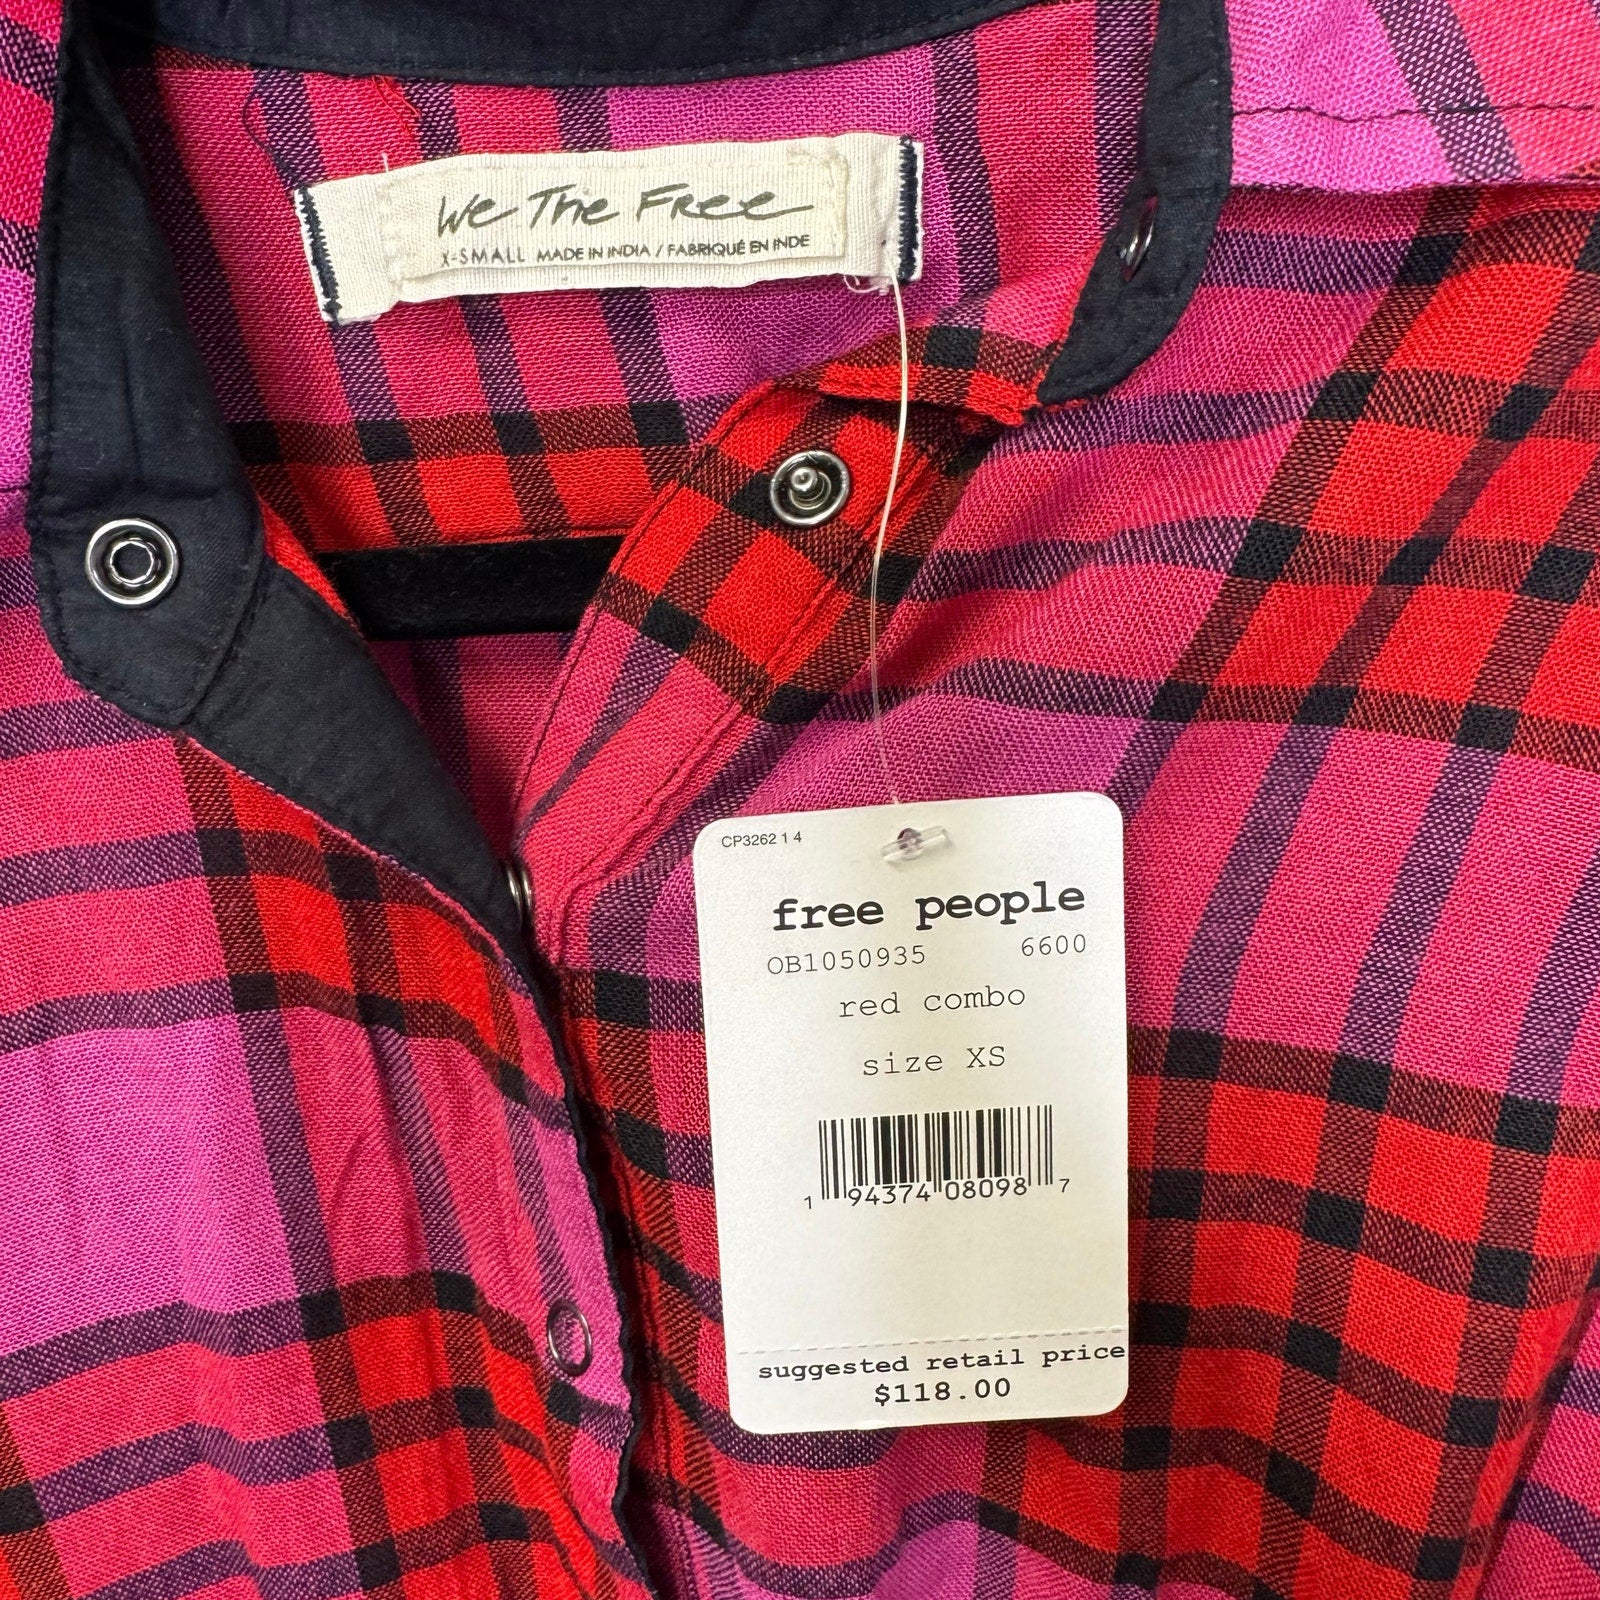 We The Free
X-SMALL MADE IN INDIA / FABRIQUÉ EN INDE
CP3262 1 4
free people
OB1050935 6600
red combo
size XS
1 94374 08098 7
suggested retail price
$118.00